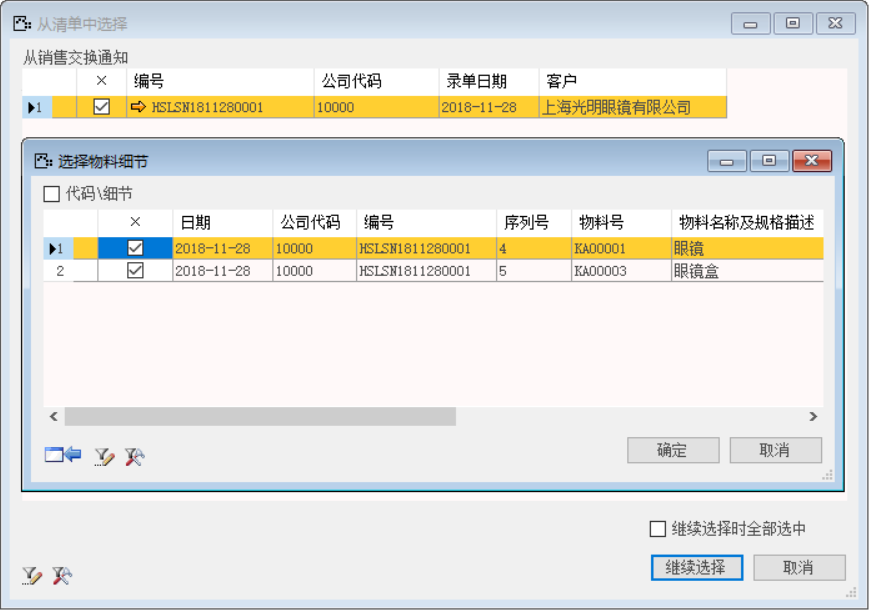 从清单中选择
从销售交换通知
× 编号 公司代码 录单日期 客户
1 HSLSN1811280001 10000 2018-11-28 上海光明眼镜有限公司
选择物料细节
代码\细节
× 日期 公司代码 编号 序列号 物料号 物料名称及规格描述
1 2018-11-28 10000 HSLSN1811280001 4 KA00001 眼镜
2 2018-11-28 10000 HSLSN1811280001 5 KA00003 眼镜盒
确定 取消
继续选择时全部选中
继续选择 取消